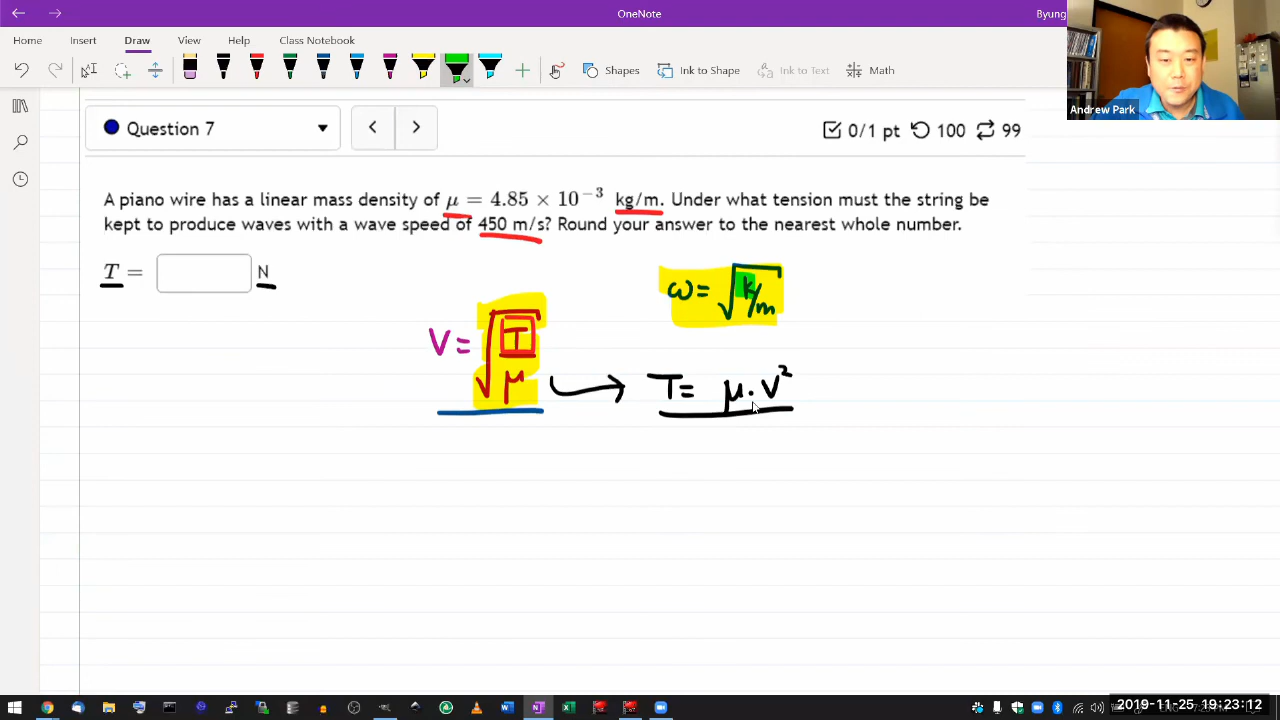 OneNote
Byung
Home Insert Draw View Help Class Notebook
Shapes Ink to Shape Ink to Text Math
Andrew Park
Question 7
0/1 pt 100 99
A piano wire has a linear mass density of μ = 4.85 × 10⁻³ kg/m. Under what tension must the string be
kept to produce waves with a wave speed of 450 m/s? Round your answer to the nearest whole number.
T = N
ω = √k/m
V = √T/μ
T = μ · V²
2019-11-25 19:23:12